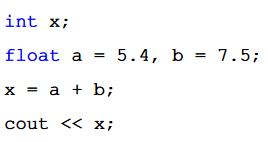 int x;
float a = 5.4, b = 7.5;
x = a + b;
cout << x;